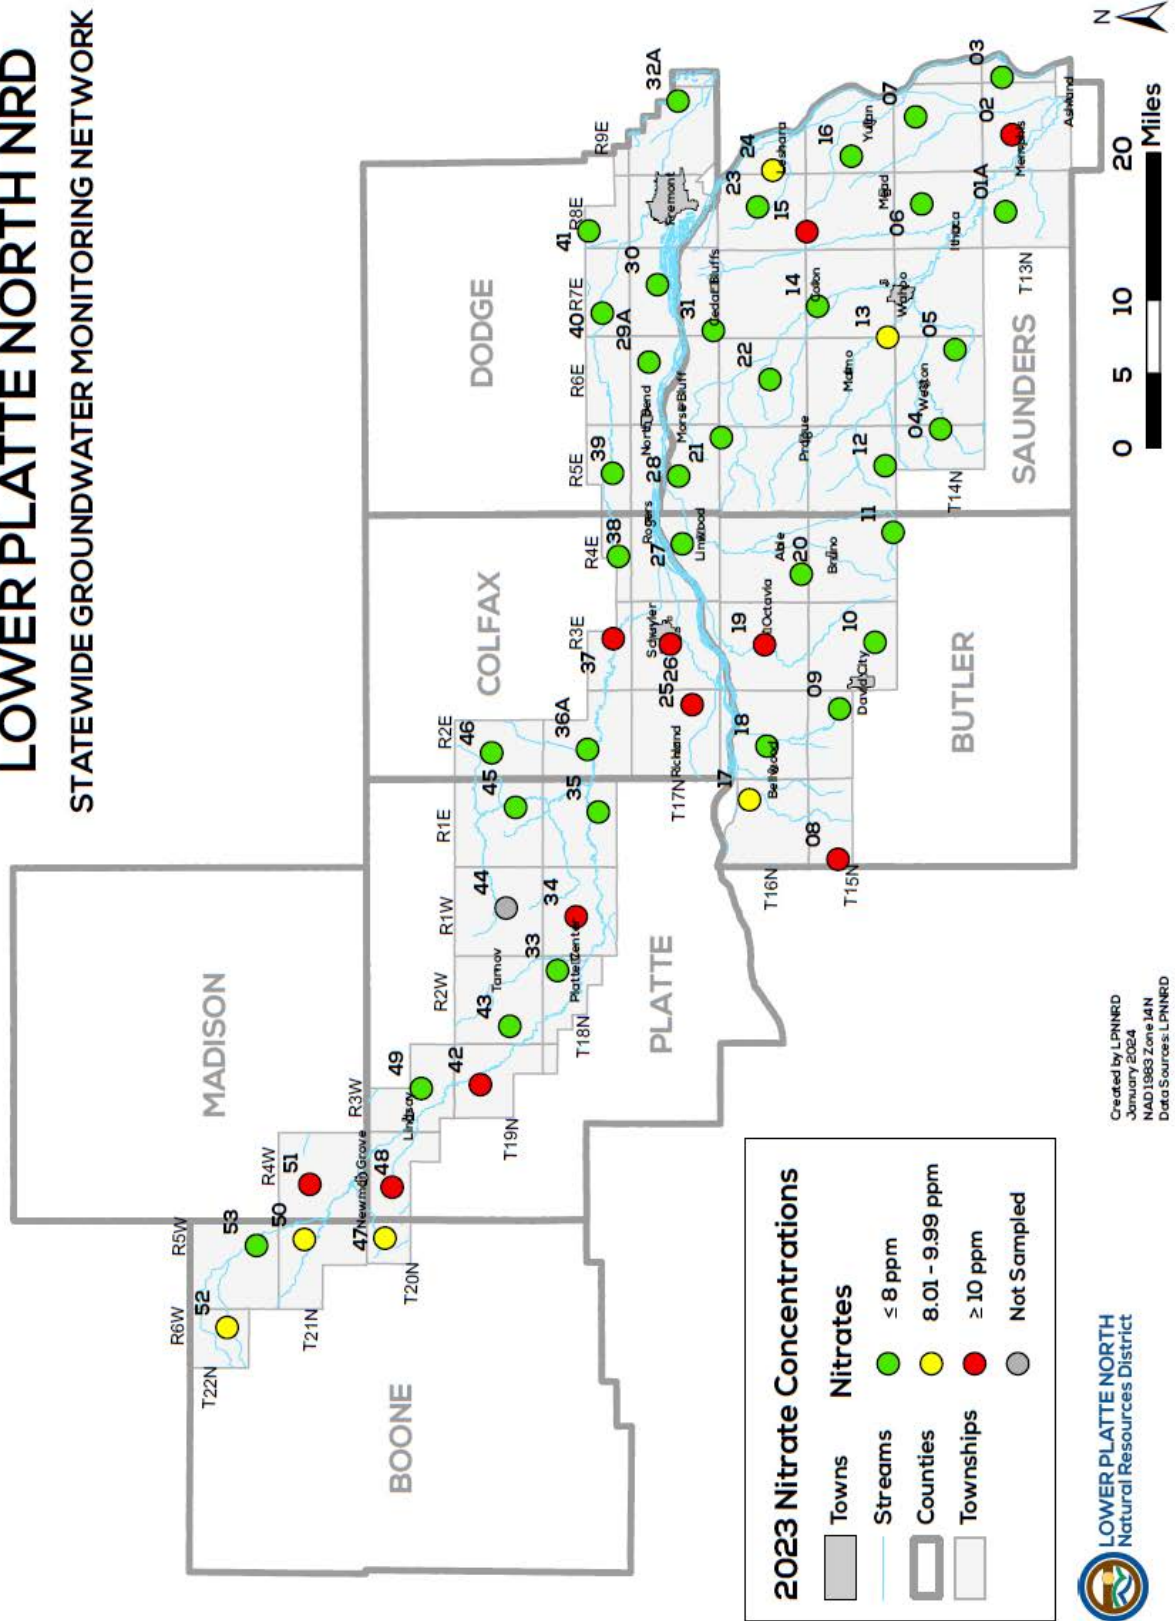 LOWER PLATTE NORTH NRD
STATEWIDE GROUNDWATER MONITORING NETWORK
N
MADISON
BOONE
PLATTE
COLFAX
DODGE
BUTLER
SAUNDERS
R6W
R5W
R4W
R3W
R2W
R1W
R1E
R2E
R3E
R4E
R5E
R6E
R7E
R8E
R9E
T22N
T21N
T20N
T19N
T18N
T17N
T16N
T15N
T14N
T13N
52
53
50
51
47
48
49
42
43
44
45
46
33
34
35
36A
37
38
39
40
41
29A
30
31
32A
25
26
27
28
21
22
23
24
17
18
19
20
14
15
16
07
08
09
10
11
12
13
06
04
05
01A
02
03
Newman Grove
Lindsay
Tarnov
Platte Center
Richland
Schuyler
Rogers
North Bend
Morse Bluff
Fremont
Cedar Bluffs
Linwood
Bellwood
Octavia
Abie
Bruno
David City
Prague
Malmo
Colon
Wahoo
Weston
Leshara
Yutan
Mead
Ithaca
Memphis
Ashland
2023 Nitrate Concentrations
Towns
Streams
Counties
Townships
Nitrates
≤ 8 ppm
8.01 - 9.99 ppm
≥ 10 ppm
Not Sampled
0 5 10 20
Miles
LOWER PLATTE NORTH
Natural Resources District
Created by LPNNRD
January 2024
NAD 1983 Zone 14N
Data Sources: LPNNRD